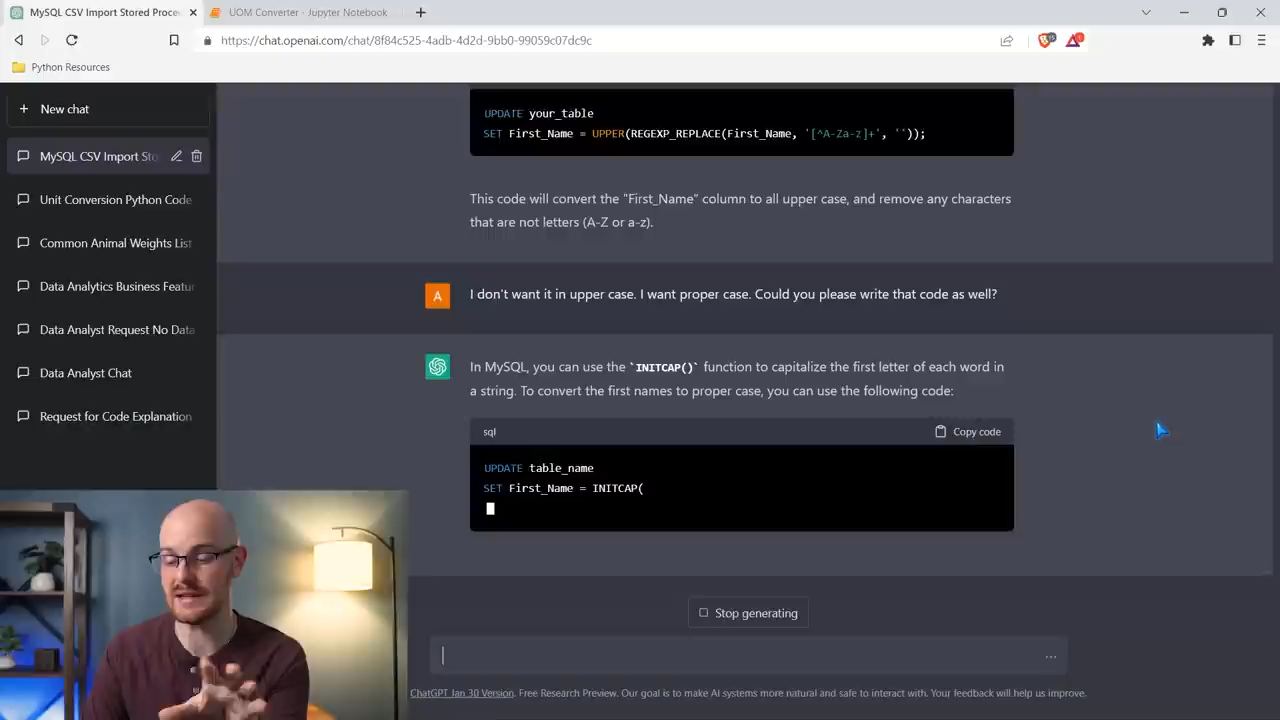 MySQL CSV Import Stored Proce
UOM Converter - Jupyter Notebook
https://chat.openai.com/chat/8f84c525-4adb-4d2d-9bb0-99059c07dc9c
Python Resources
New chat
MySQL CSV Import Sto
Unit Conversion Python Code
Common Animal Weights List
Data Analytics Business Featur
Data Analyst Request No Data
Data Analyst Chat
Request for Code Explanation
UPDATE your_table
SET First_Name = UPPER(REGEXP_REPLACE(First_Name, '[^A-Za-z]+', ''));
This code will convert the "First_Name" column to all upper case, and remove any characters
that are not letters (A-Z or a-z).
A
I don't want it in upper case. I want proper case. Could you please write that code as well?
In MySQL, you can use the `INITCAP()` function to capitalize the first letter of each word in
a string. To convert the first names to proper case, you can use the following code:
sql
Copy code
UPDATE table_name
SET First_Name = INITCAP(
Stop generating
ChatGPT Jan 30 Version. Free Research Preview. Our goal is to make AI systems more natural and safe to interact with. Your feedback will help us improve.